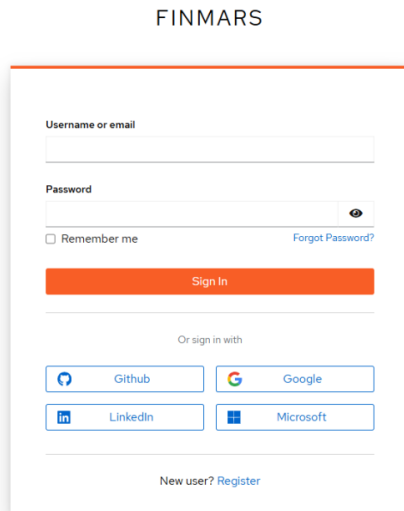 FINMARS
Username or email
Password
Remember me Forgot Password?
Sign In
Or sign in with
Github Google
LinkedIn Microsoft
New user? Register